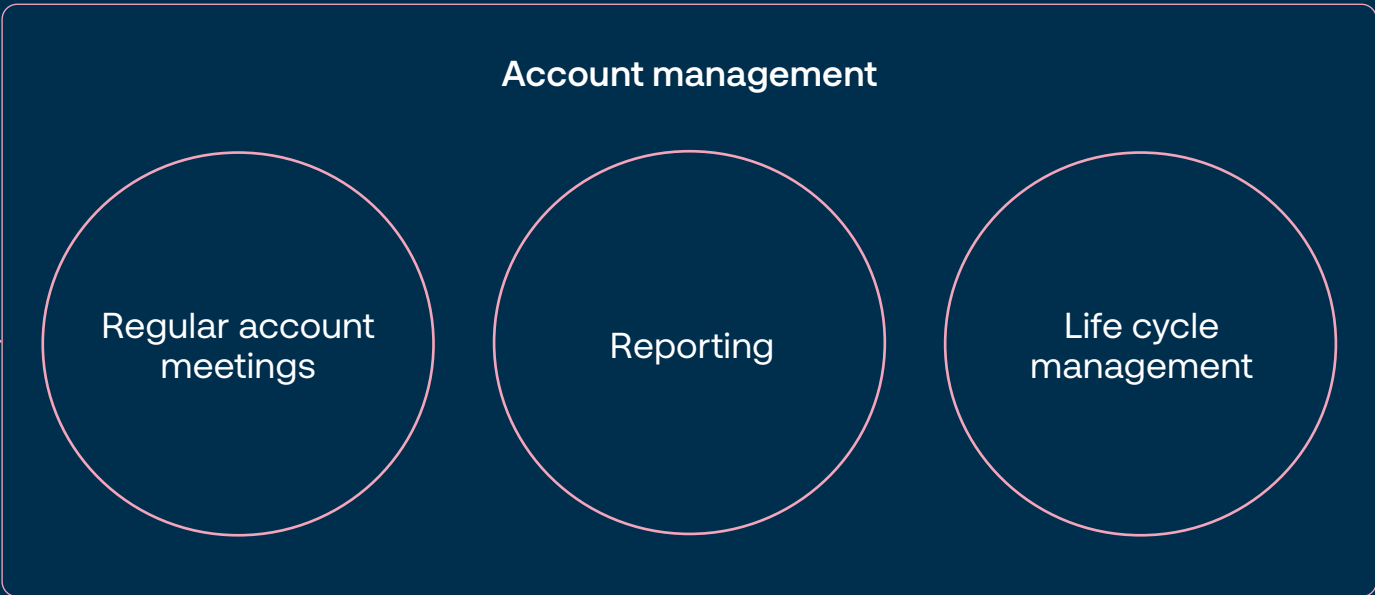 Account management
Regular account
meetings
Reporting
Life cycle
management